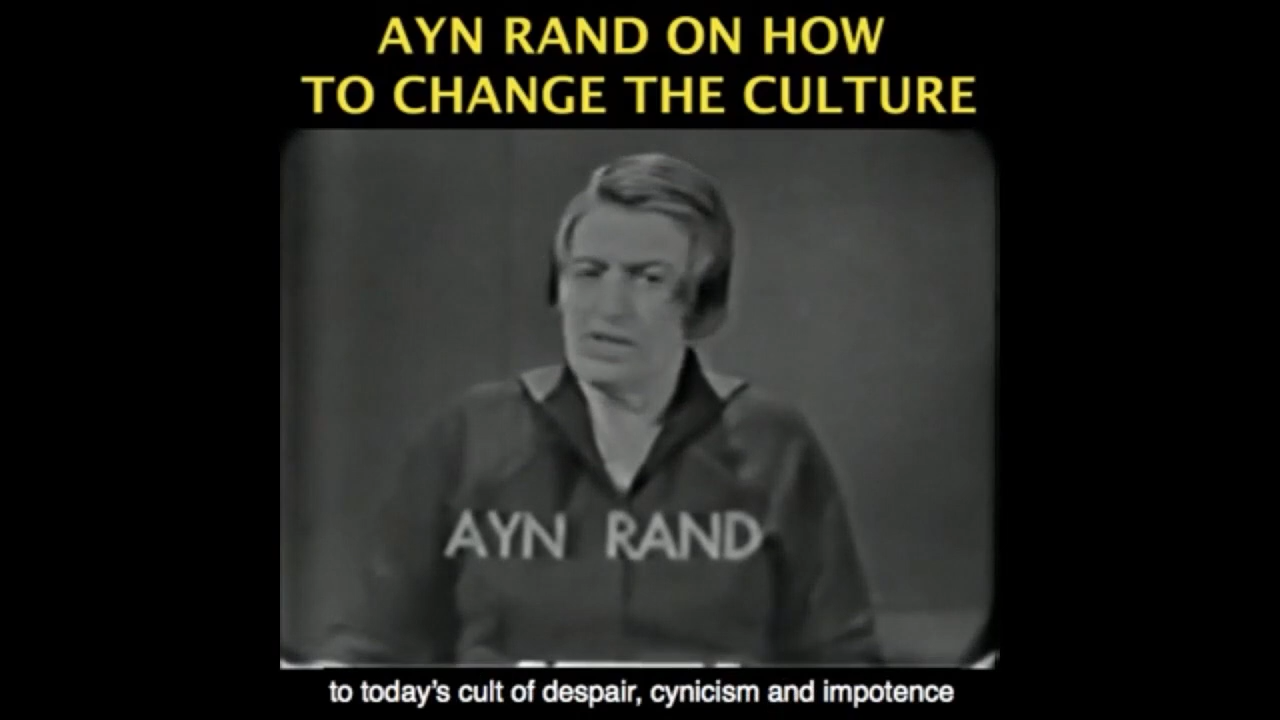 AYN RAND ON HOW
TO CHANGE THE CULTURE
AYN RAND
to today's cult of despair, cynicism and impotence